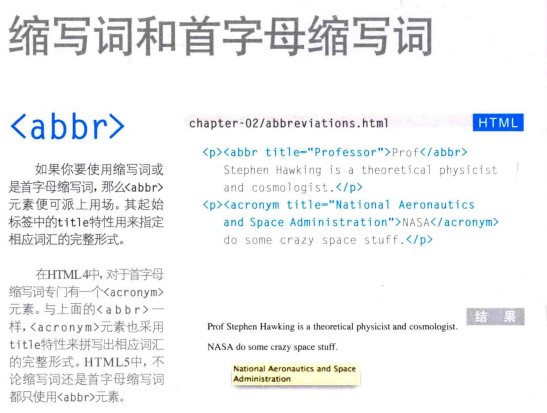 缩写词和首字母缩写词
<abbr>
如果你要使用缩写词或
是首字母缩写词，那么<abbr>
元素便可派上用场。其起始
标签中的title特性用来指定
相应词汇的完整形式。
在HTML4中，对于首字母
缩写词专门有一个<acronym>
元素。与上面的<abbr>一
样，<acronym>元素也采用
title特性来拼写出相应词汇
的完整形式。HTML5中，不
论缩写词还是首字母缩写词
都只使用<abbr>元素。
chapter-02/abbreviations.html
HTML
<p><abbr title="Professor">Prof</abbr>
Stephen Hawking is a theoretical physicist
and cosmologist.</p>
<p><acronym title="National Aeronautics
and Space Administration">NASA</acronym>
do some crazy space stuff.</p>
结 果
Prof Stephen Hawking is a theoretical physicist and cosmologist.
NASA do some crazy space stuff.
National Aeronautics and Space
Administration